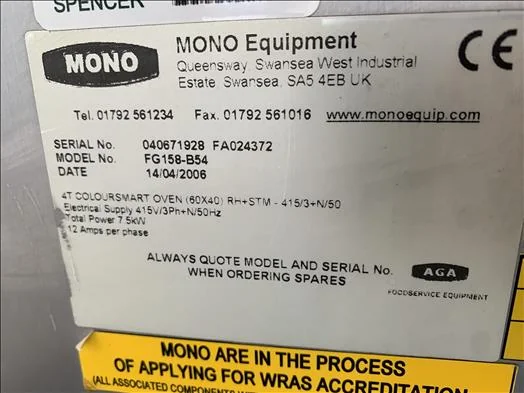 SPENCER
MONO
MONO Equipment
Queensway, Swansea West Industrial
Estate, Swansea, SA5 4EB UK
CE
Tel. 01792 561234 Fax. 01792 561016 www.monoequip.com
SERIAL No. 040671928 FA024372
MODEL No. FG158-B54
DATE 14/04/2006
4T COLOURSMART OVEN (60X40) RH+STM - 415/3+N/50
Electrical Supply 415V/3Ph+N/50Hz
Total Power 7.5kW
12 Amps per phase
ALWAYS QUOTE MODEL AND SERIAL No.
WHEN ORDERING SPARES
AGA
FOODSERVICE EQUIPMENT
MONO ARE IN THE PROCESS
OF APPLYING FOR WRAS ACCREDITATION
(ALL ASSOCIATED COMPONENTS